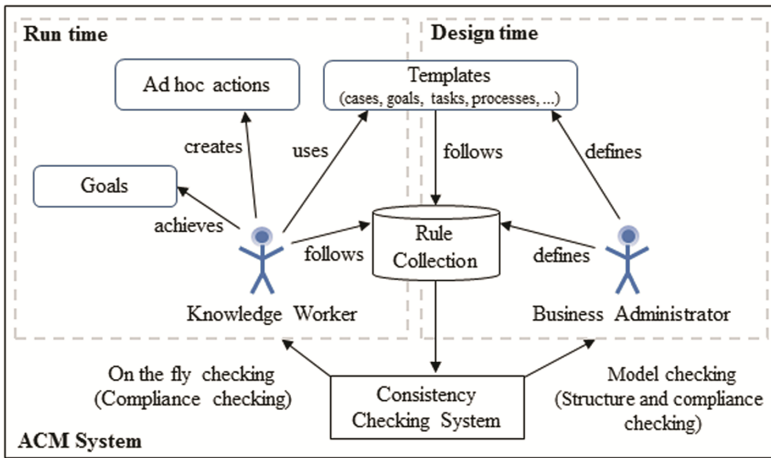 Run time
Design time
Ad hoc actions
Templates
(cases, goals, tasks, processes, ...)
creates
uses
follows
defines
Goals
achieves
Rule
Collection
follows
defines
Knowledge Worker
Business Administrator
On the fly checking
(Compliance checking)
Consistency
Checking System
Model checking
(Structure and compliance
checking)
ACM System